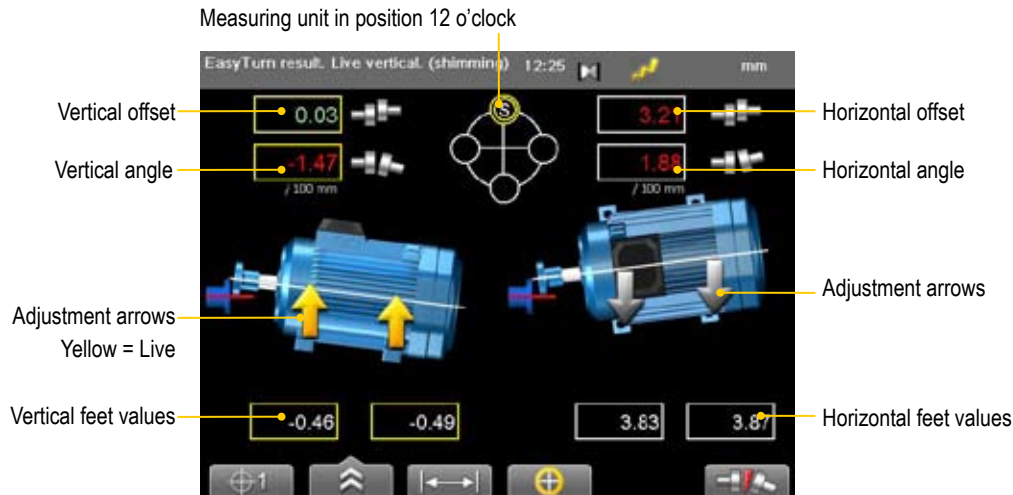 Measuring unit in position 12 o’clock
EasyTurn result. Live vertical. (shimming) 12:25 mm
Vertical offset 0.03 S 3.21 Horizontal offset
Vertical angle -1.47 1.88 Horizontal angle
/ 100 mm / 100 mm
Adjustment arrows
Yellow = Live
Adjustment arrows
Vertical feet values -0.46 -0.49 3.83 3.87 Horizontal feet values
1